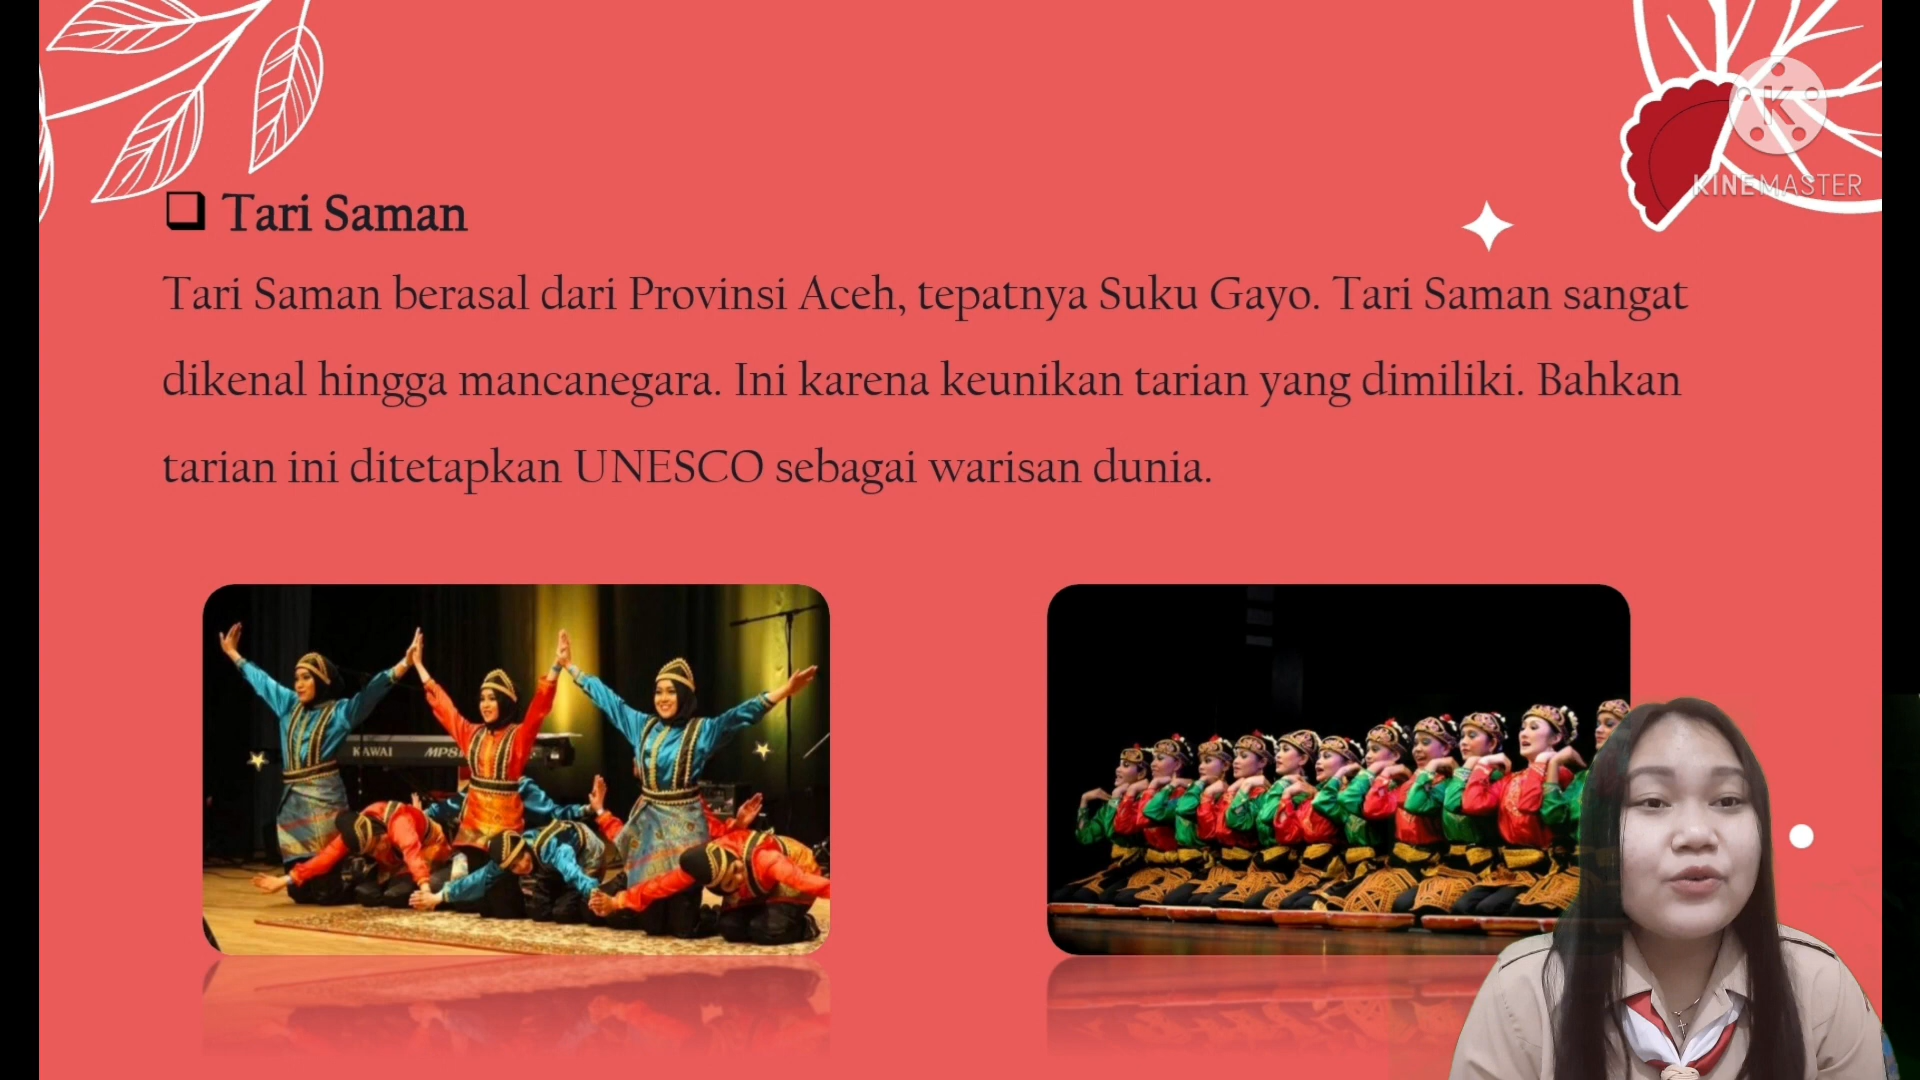 KINEMASTER
Tari Saman
Tari Saman berasal dari Provinsi Aceh, tepatnya Suku Gayo. Tari Saman sangat
dikenal hingga mancanegara. Ini karena keunikan tarian yang dimiliki. Bahkan
tarian ini ditetapkan UNESCO sebagai warisan dunia.
KAWAI